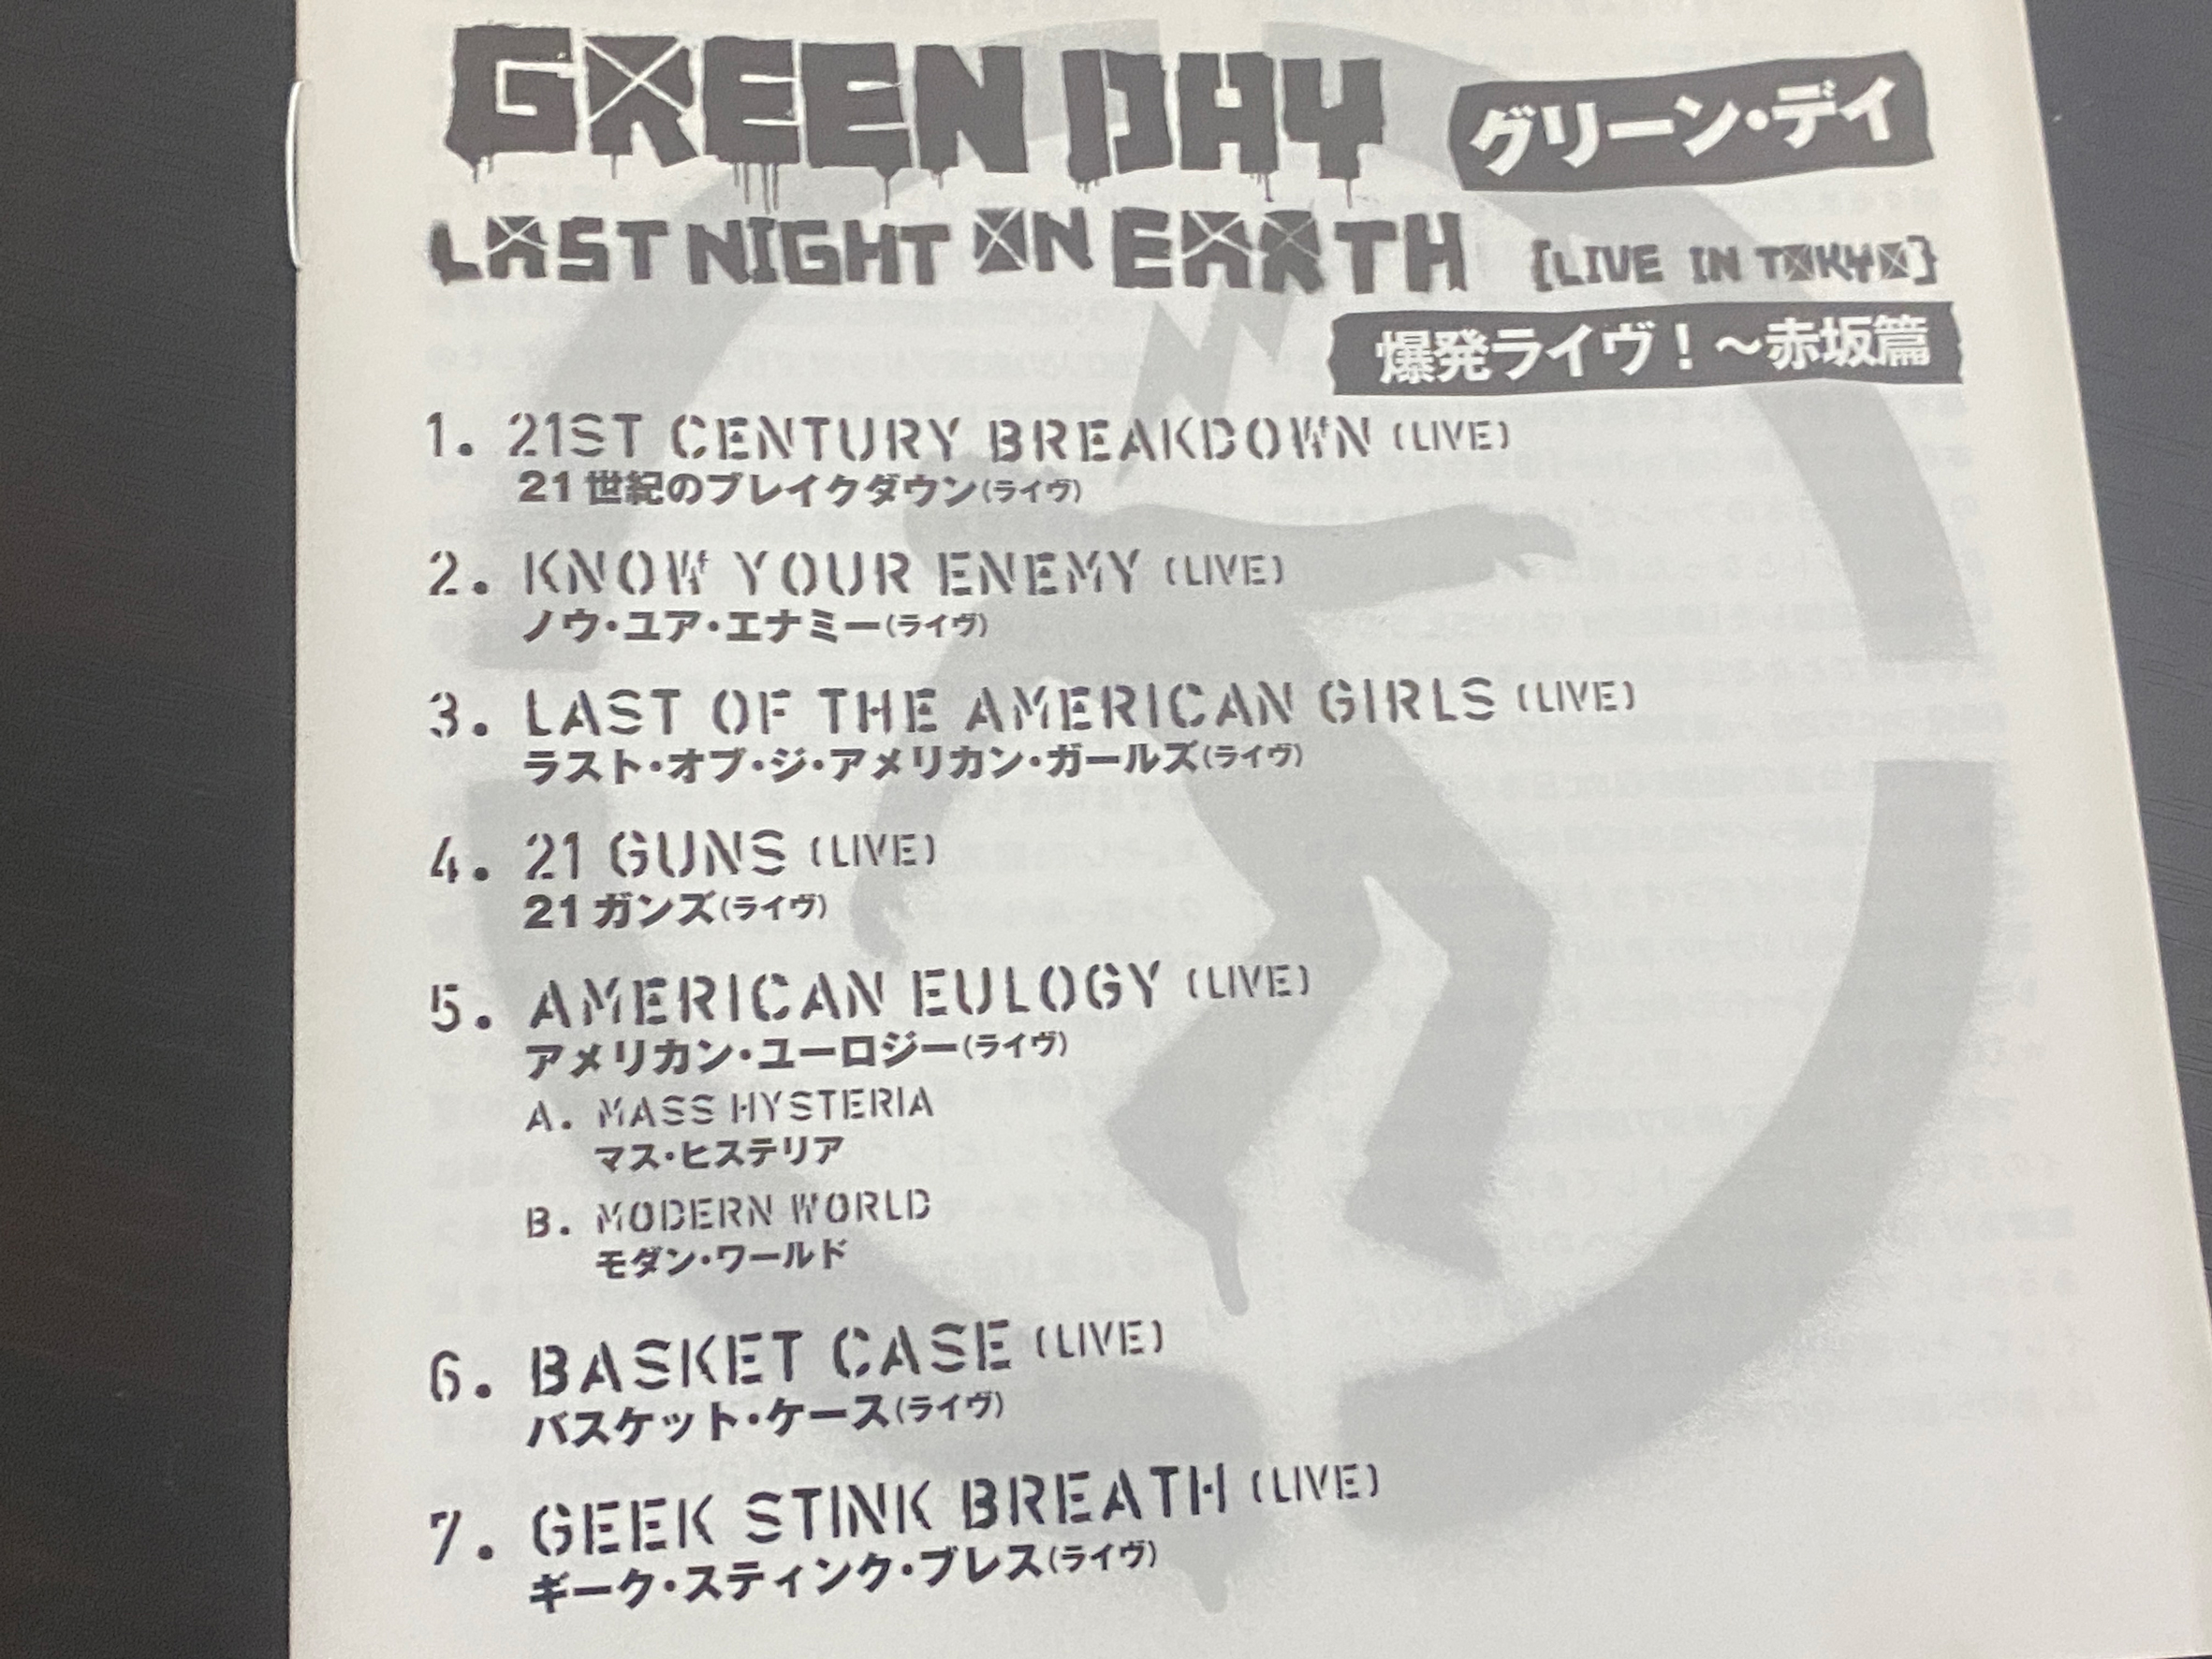 GREEN DAY グリーン・デイ
LAST NIGHT ON EARTH [LIVE IN TOKYO]
爆発ライヴ！～赤坂篇
1. 21ST CENTURY BREAKDOWN (LIVE)
21世紀のブレイクダウン(ライヴ)
2. KNOW YOUR ENEMY (LIVE)
ノウ・ユア・エナミー(ライヴ)
3. LAST OF THE AMERICAN GIRLS (LIVE)
ラスト・オブ・ジ・アメリカン・ガールズ(ライヴ)
4. 21 GUNS (LIVE)
21ガンズ(ライヴ)
5. AMERICAN EULOGY (LIVE)
アメリカン・ユーロジー(ライヴ)
A. MASS HYSTERIA
マス・ヒステリア
B. MODERN WORLD
モダン・ワールド
6. BASKET CASE (LIVE)
バスケット・ケース(ライヴ)
7. GEEK STINK BREATH (LIVE)
ギーク・スティンク・ブレス(ライヴ)